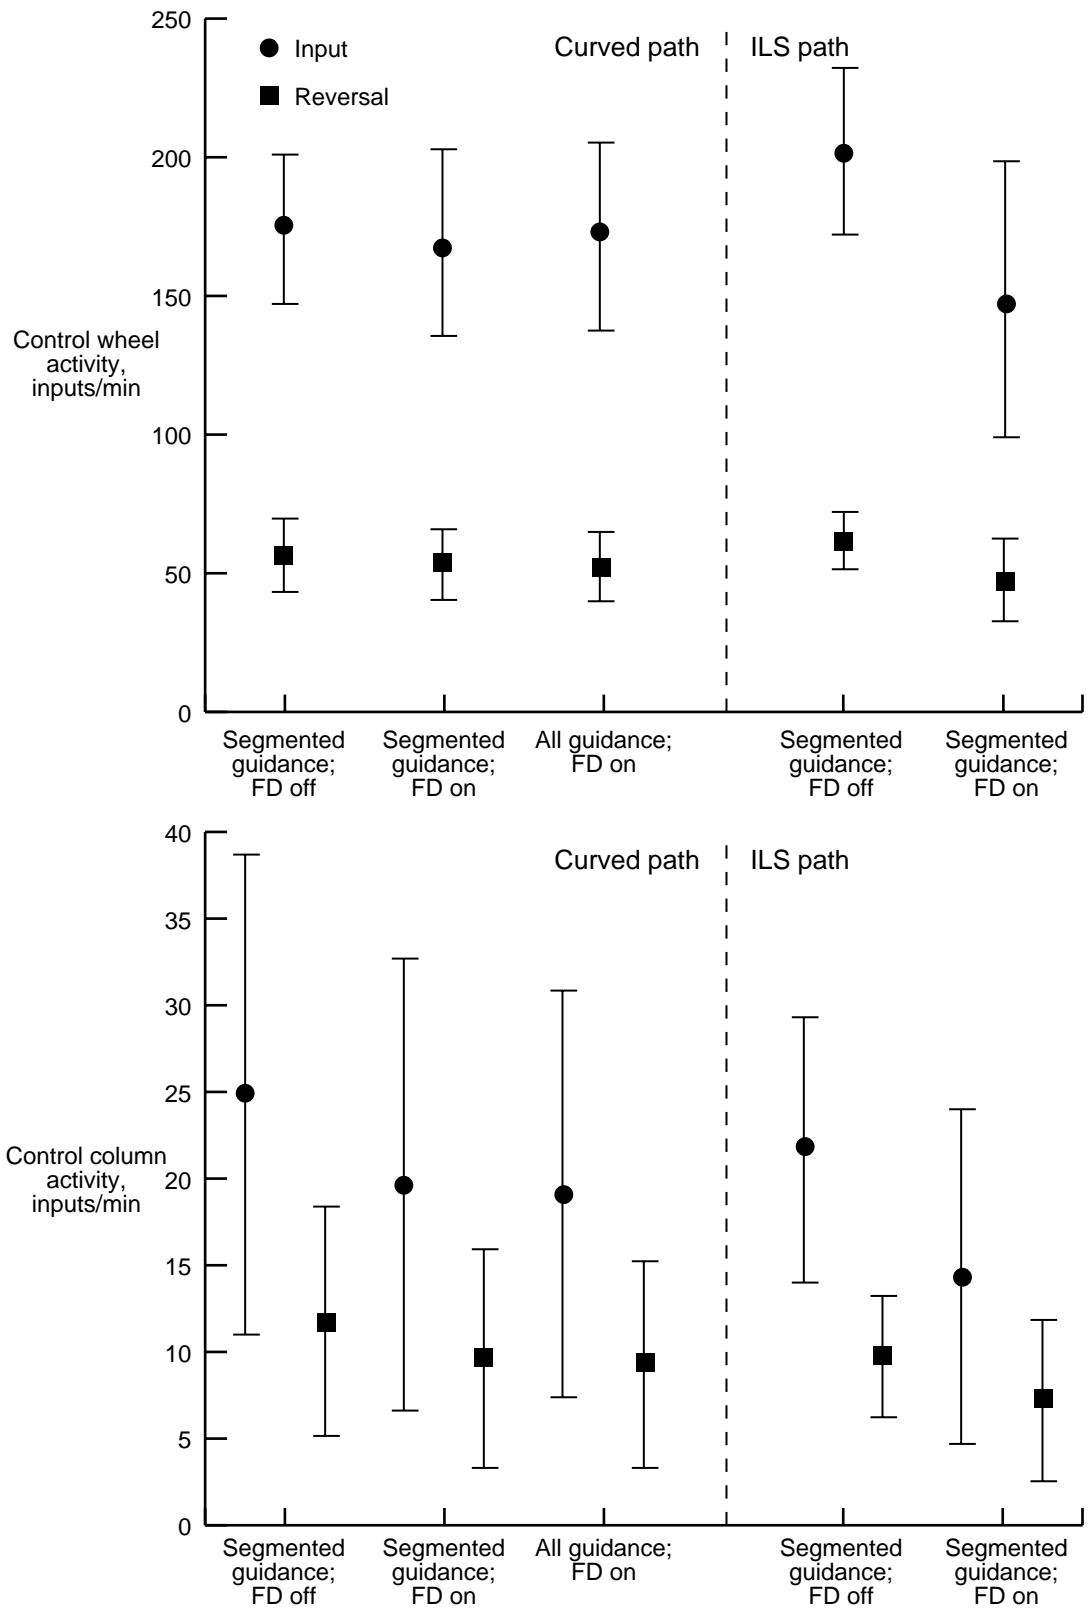 250
200
150
100
50
0
Input
Reversal
Curved path
ILS path
Control wheel
activity,
inputs/min
Segmented
guidance;
FD off
Segmented
guidance;
FD on
All guidance;
FD on
Segmented
guidance;
FD off
Segmented
guidance;
FD on
40
35
30
25
20
15
10
5
0
Curved path
ILS path
Control column
activity,
inputs/min
Segmented
guidance;
FD off
Segmented
guidance;
FD on
All guidance;
FD on
Segmented
guidance;
FD off
Segmented
guidance;
FD on